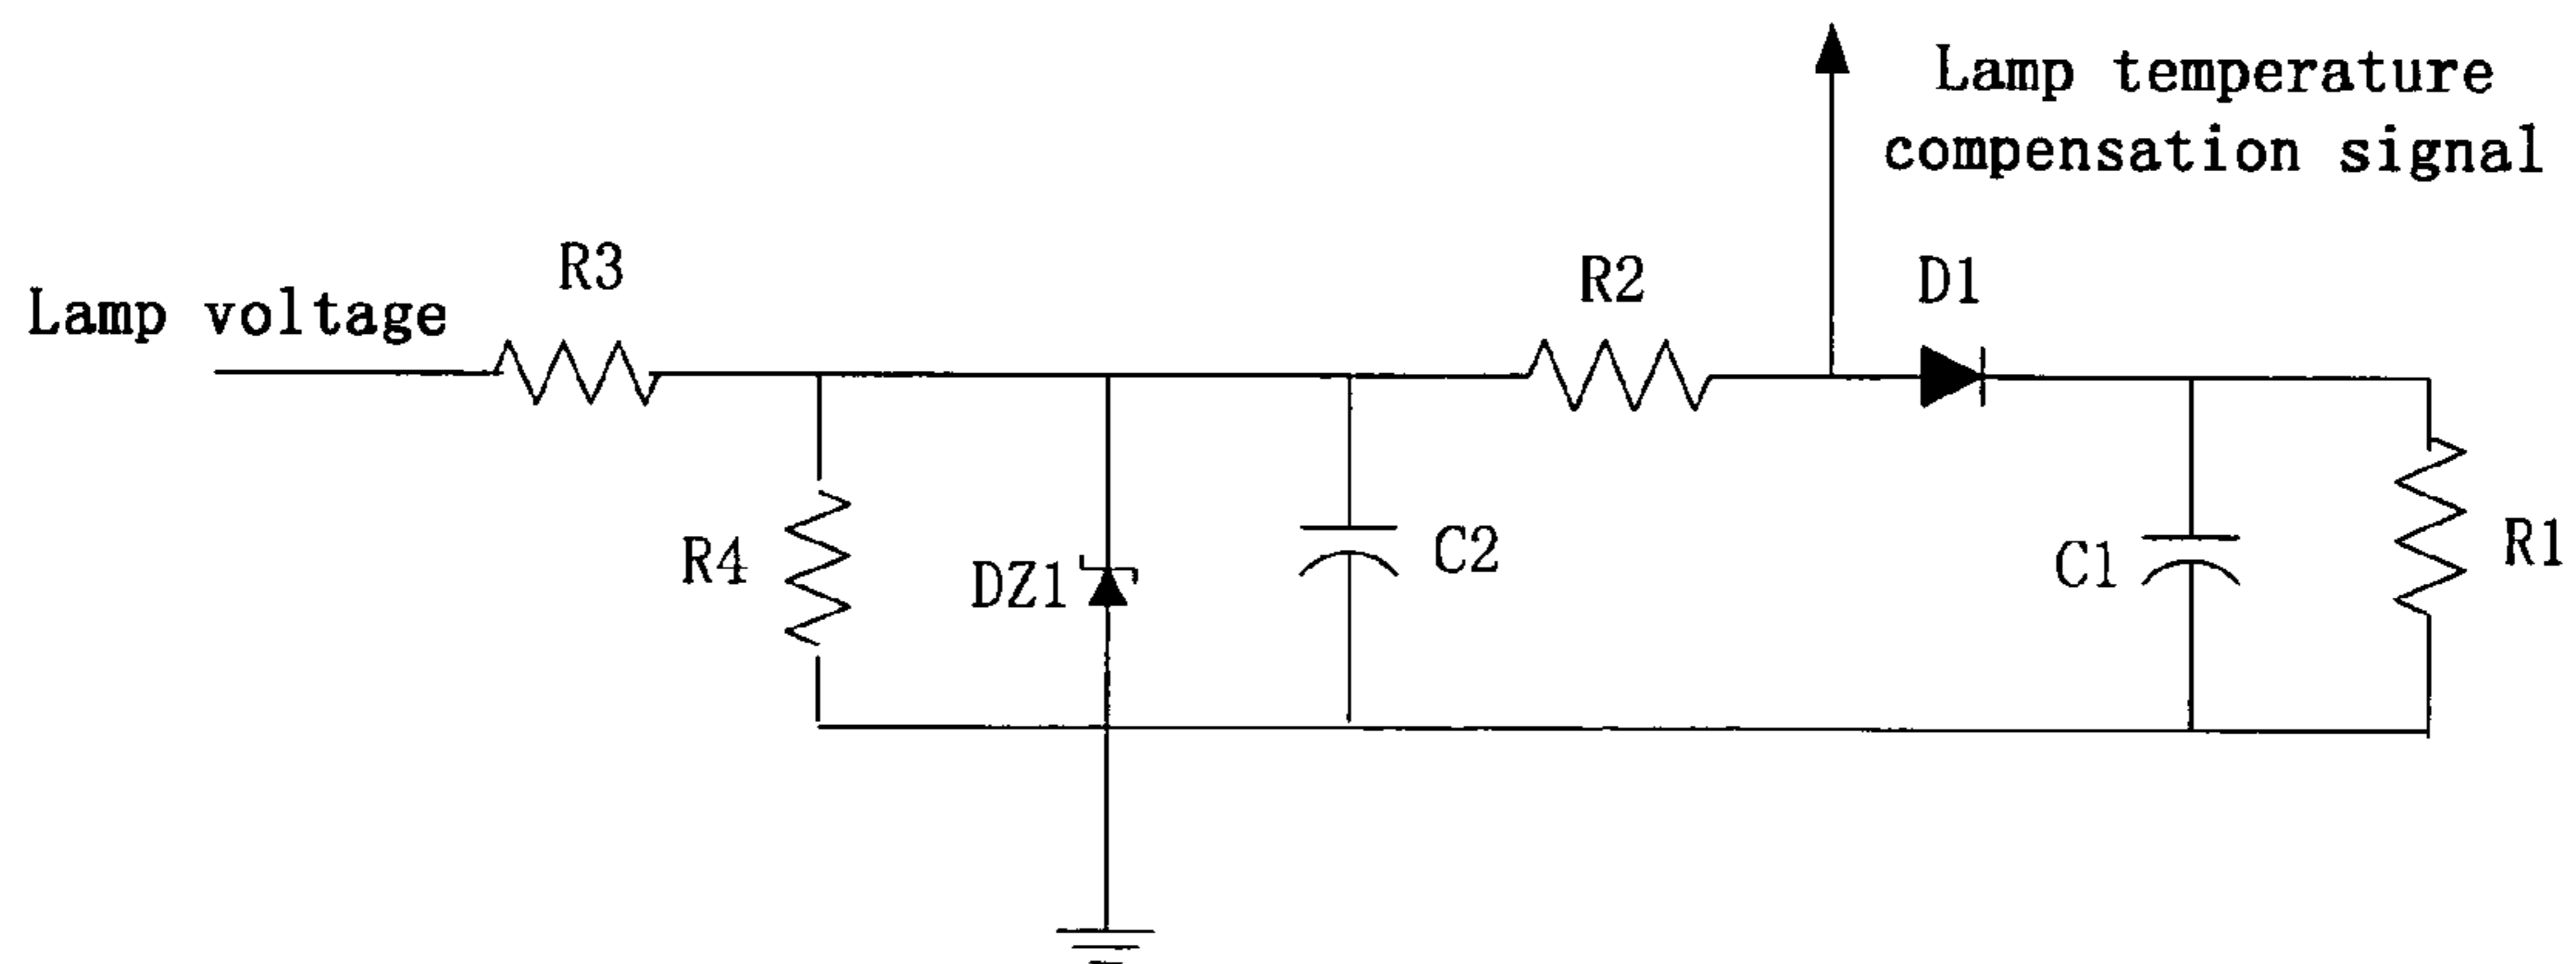 Lamp temperature
compensation signal
R3
R2
D1
Lamp voltage
R4
DZ1
C2
C1
R1